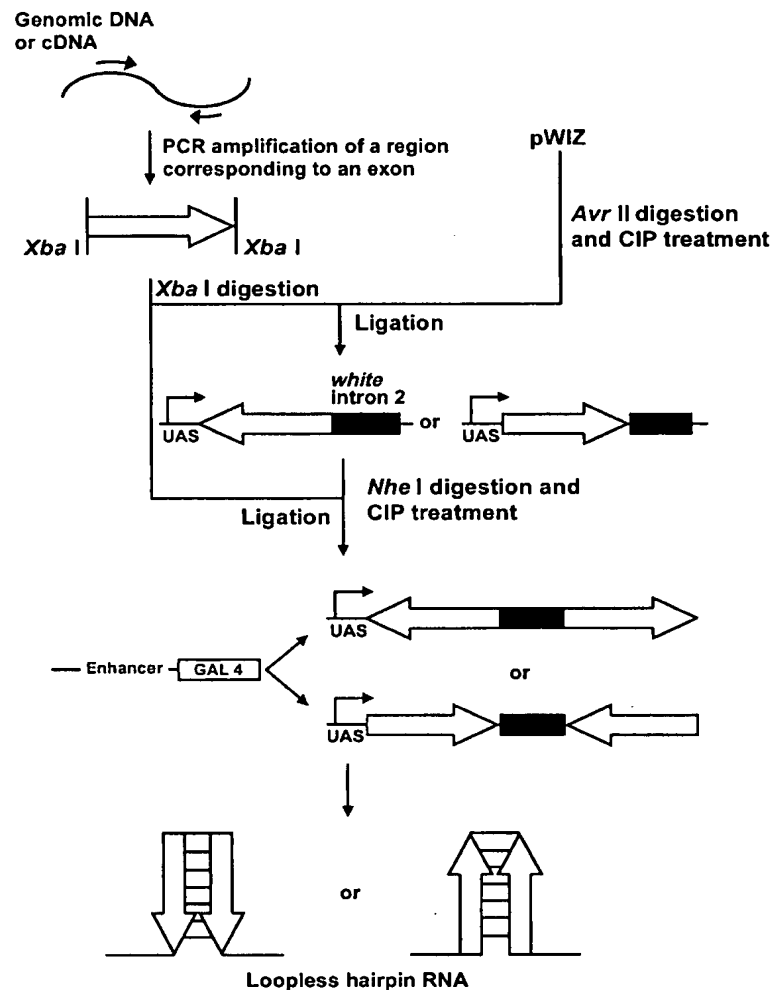 Genomic DNA
or cDNA
PCR amplification of a region
corresponding to an exon
pWIZ
Avr II digestion
and CIP treatment
Xba I
Xba I
Xba I digestion
Ligation
white
intron 2
UAS
or
UAS
Nhe I digestion and
CIP treatment
Ligation
UAS
Enhancer
GAL 4
or
UAS
or
Loopless hairpin RNA